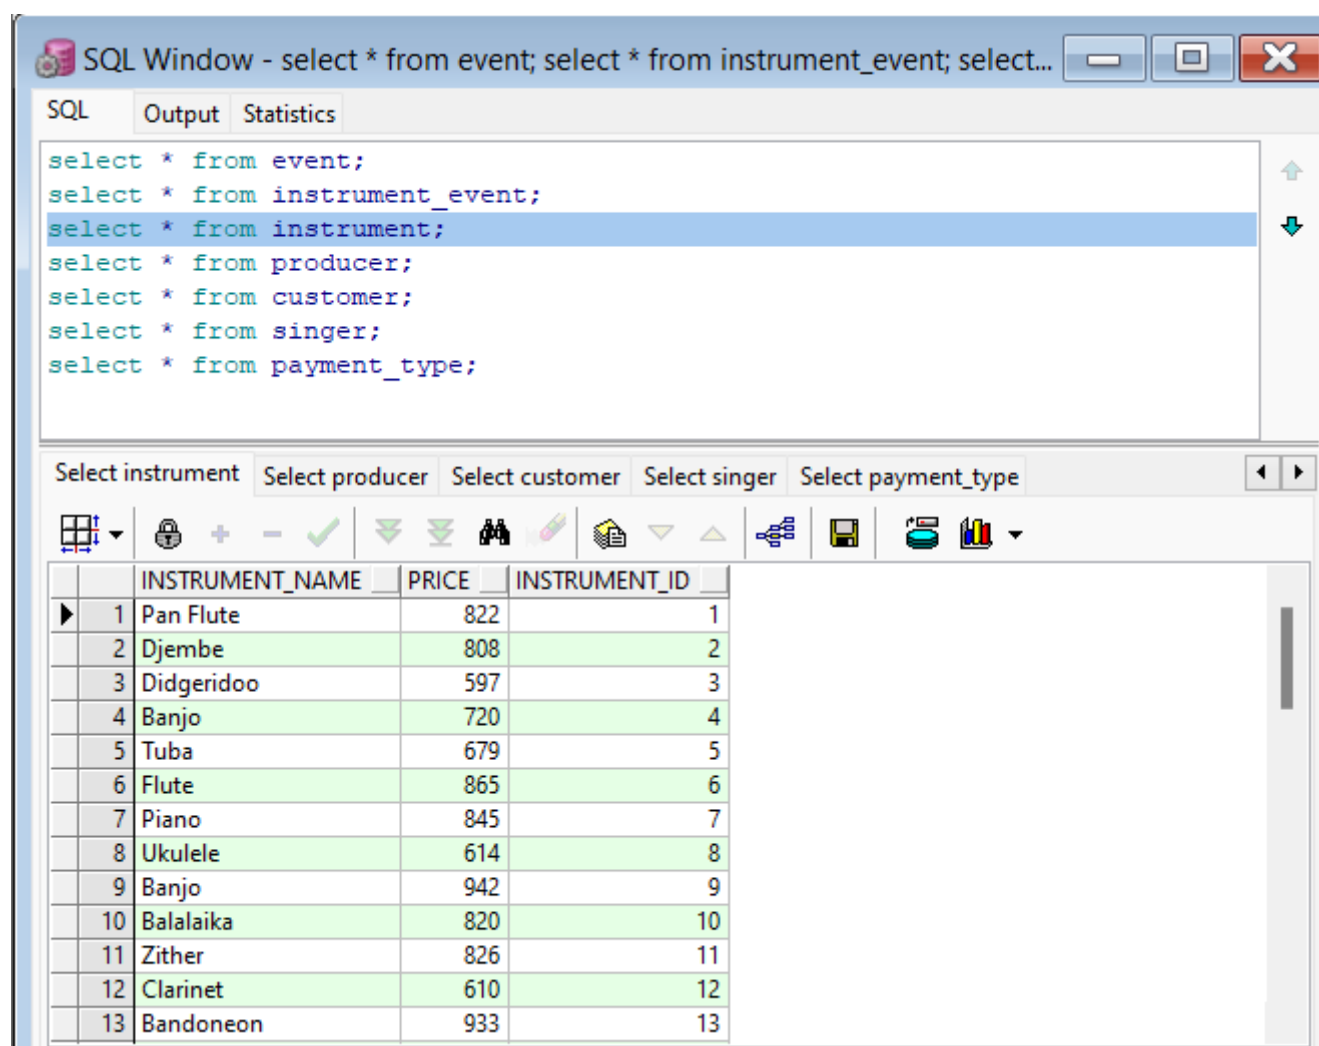 SQL Window - select * from event; select * from instrument_event; select...
SQL Output Statistics
select * from event;
select * from instrument_event;
select * from instrument;
select * from producer;
select * from customer;
select * from singer;
select * from payment_type;
Select instrument Select producer Select customer Select singer Select payment_type
INSTRUMENT_NAME PRICE INSTRUMENT_ID
1 Pan Flute 822 1
2 Djembe 808 2
3 Didgeridoo 597 3
4 Banjo 720 4
5 Tuba 679 5
6 Flute 865 6
7 Piano 845 7
8 Ukulele 614 8
9 Banjo 942 9
10 Balalaika 820 10
11 Zither 826 11
12 Clarinet 610 12
13 Bandoneon 933 13